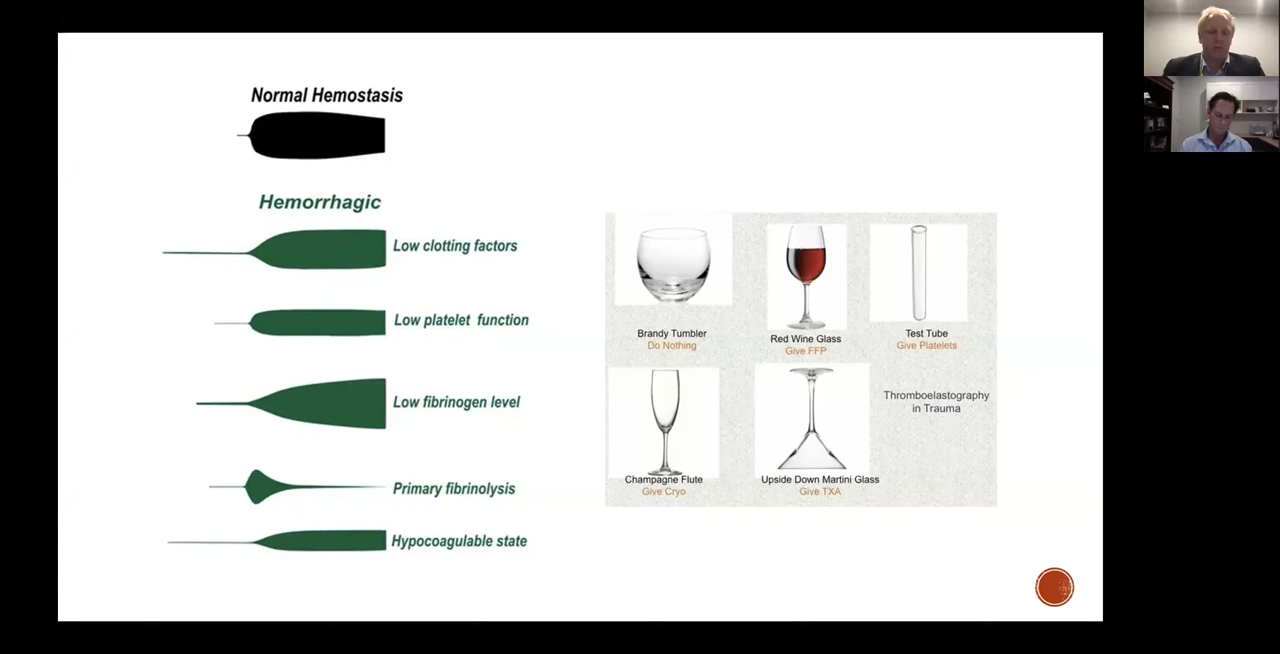 Normal Hemostasis
Hemorrhagic
Low clotting factors
Low platelet function
Low fibrinogen level
Primary fibrinolysis
Hypocoagulable state
Brandy Tumbler
Do Nothing
Red Wine Glass
Give FFP
Test Tube
Give Platelets
Champagne Flute
Give Cryo
Upside Down Martini Glass
Give TXA
Thromboelastography
in Trauma